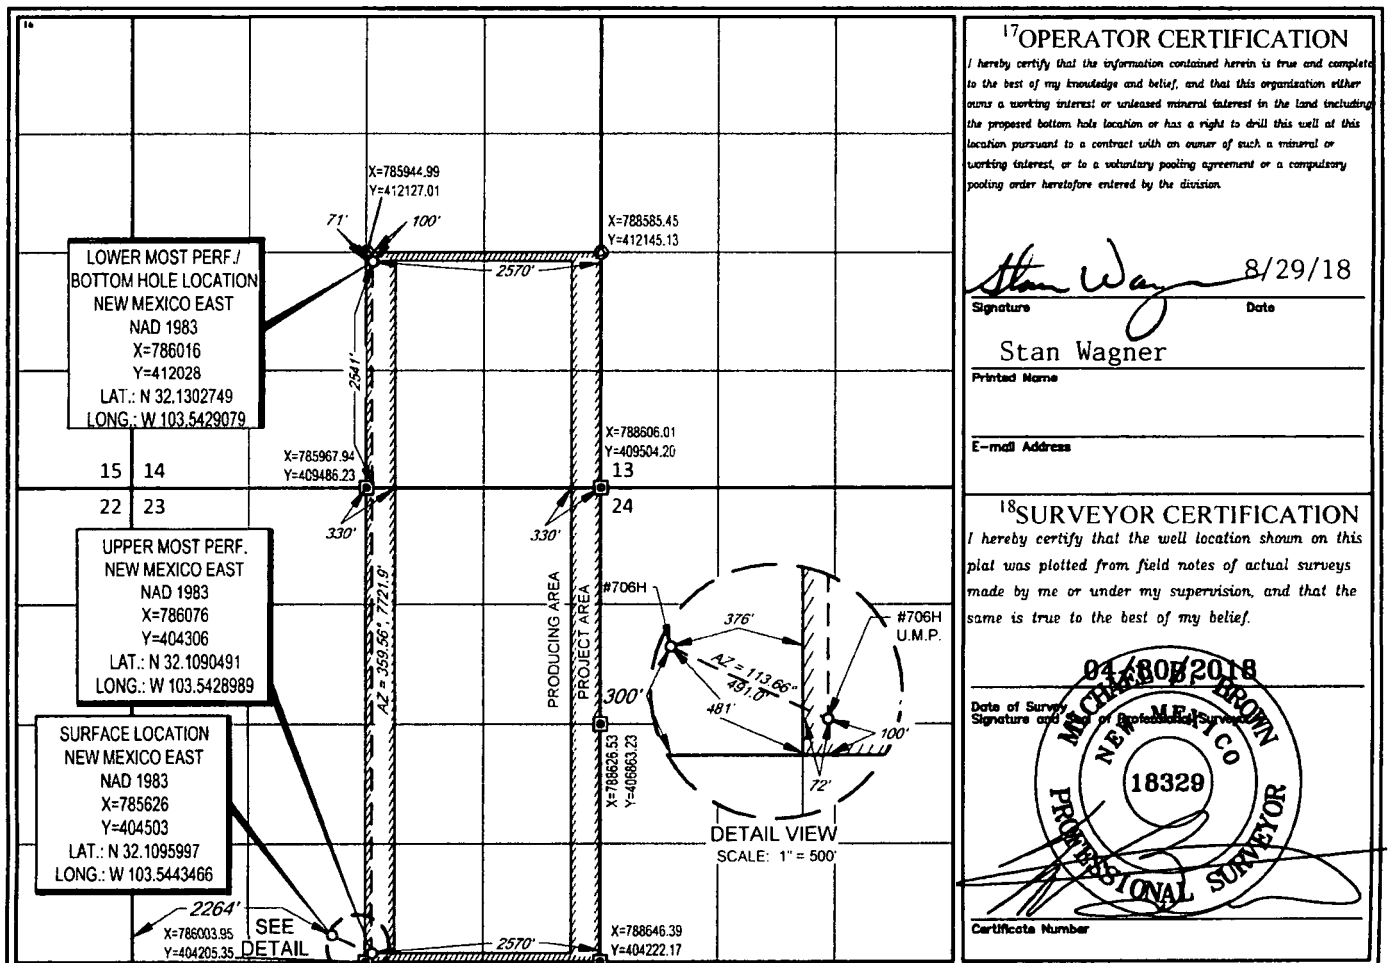 16
X=785944.99
Y=412127.01
71'
100'
X=788585.45
Y=412145.13
2570'
LOWER MOST PERF./
BOTTOM HOLE LOCATION
NEW MEXICO EAST
NAD 1983
X=786016
Y=412028
LAT.: N 32.1302749
LONG.: W 103.5429079
2541'
X=785967.94
Y=409486.23
X=788606.01
Y=409504.20
15 14
22 23
13
24
330'
330'
UPPER MOST PERF.
NEW MEXICO EAST
NAD 1983
X=786076
Y=404306
LAT.: N 32.1090491
LONG.: W 103.5428989
AZ = 359.56°, 7721.9'
PRODUCING AREA
PROJECT AREA
#706H
376'
#706H
U.M.P.
AZ = 113.66°
491.0'
300'
481'
100'
72'
X=788626.53
Y=406863.23
DETAIL VIEW
SCALE: 1" = 500'
SURFACE LOCATION
NEW MEXICO EAST
NAD 1983
X=785626
Y=404503
LAT.: N 32.1095997
LONG.: W 103.5443466
2264'
X=786003.95
Y=404205.35
SEE
DETAIL
2570'
X=788646.39
Y=404222.17
17OPERATOR CERTIFICATION
I hereby certify that the information contained herein is true and complete
to the best of my knowledge and belief, and that this organization either
owns a working interest or unleased mineral interest in the land including
the proposed bottom hole location or has a right to drill this well at this
location pursuant to a contract with an owner of such a mineral or
working interest, or to a voluntary pooling agreement or a compulsory
pooling order heretofore entered by the division.
Stan Wagner 8/29/18
Signature Date
Stan Wagner
Printed Name
E-mail Address
18SURVEYOR CERTIFICATION
I hereby certify that the well location shown on this
plat was plotted from field notes of actual surveys
made by me or under my supervision, and that the
same is true to the best of my belief.
Date of Survey
Signature and Seal of Professional Surveyor
BROWN
NEW MEXICO
18329
PROFESSIONAL SURVEYOR
Certificate Number